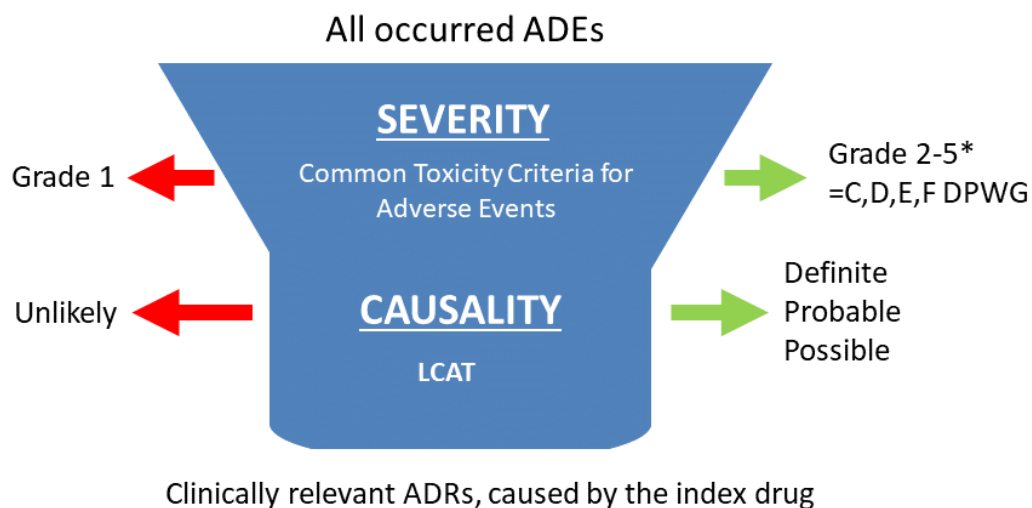 All occurred ADEs
SEVERITY
Grade 1
Common Toxicity Criteria for
Adverse Events
Grade 2-5*
=C,D,E,F DPWG
Unlikely
CAUSALITY
LCAT
Definite
Probable
Possible
Clinically relevant ADRs, caused by the index drug